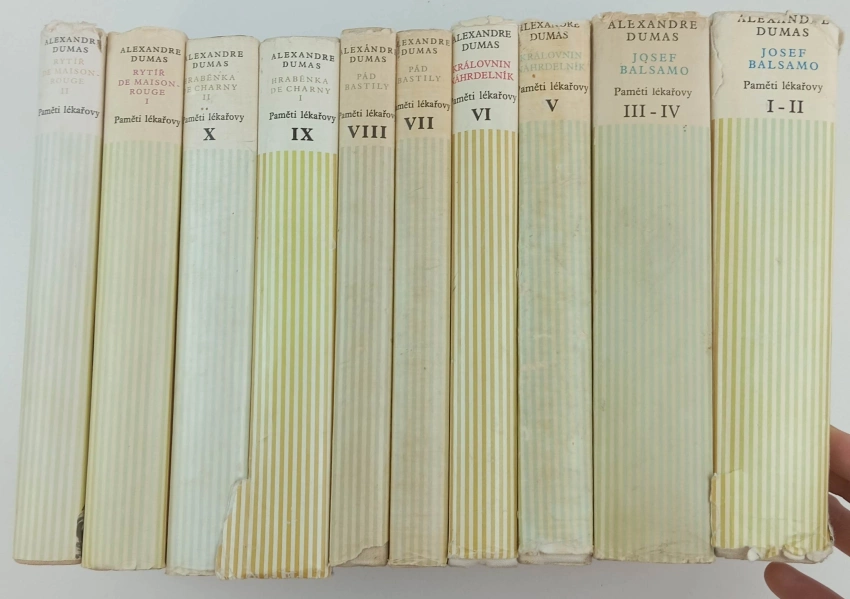 ALEXANDRE
DUMAS
RYTÍŘ
DE MAISON-
ROUGE
II
Paměti lékařovy
ALEXANDRE
DUMAS
RYTÍŘ
DE MAISON-
ROUGE
I
Paměti lékařovy
ALEXANDRE
DUMAS
HRABĚNKA
DE CHARNY
II
Paměti lékařovy
X
ALEXANDRE
DUMAS
HRABĚNKA
DE CHARNY
I
Paměti lékařovy
IX
ALEXANDRE
DUMAS
PÁD
BASTILY
Paměti lékařovy
VIII
ALEXANDRE
DUMAS
PÁD
BASTILY
Paměti lékařovy
VII
ALEXANDRE
DUMAS
KRÁLOVNIN
NÁHRDELNÍK
Paměti lékařovy
VI
ALEXANDRE
DUMAS
KRÁLOVNIN
NÁHRDELNÍK
Paměti lékařovy
V
ALEXANDRE
DUMAS
JOSEF
BALSAMO
Paměti lékařovy
III-IV
ALEXANDRE
DUMAS
JOSEF
BALSAMO
Paměti lékařovy
I-II